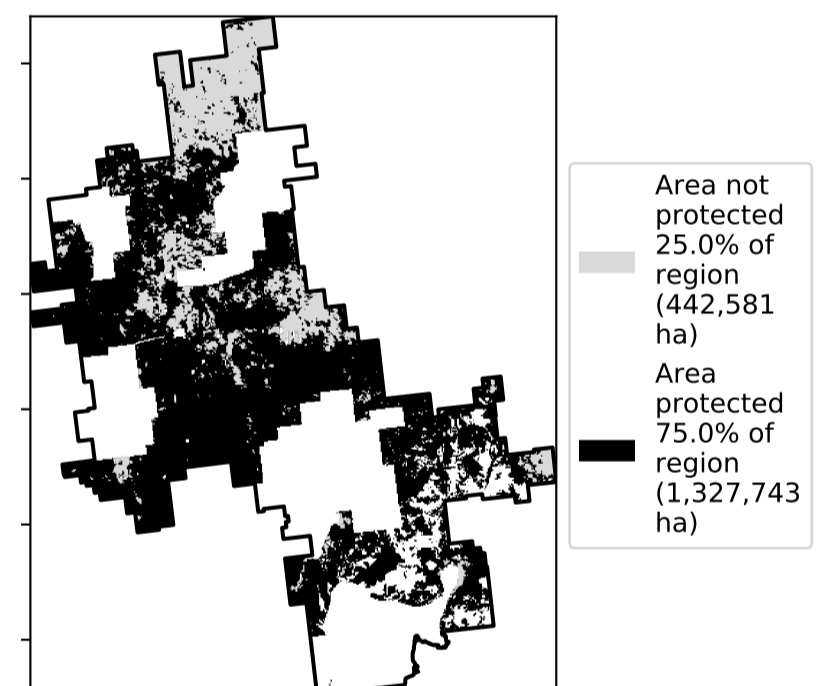 Area not
protected
25.0% of
region
(442,581
ha)
Area
protected
75.0% of
region
(1,327,743
ha)